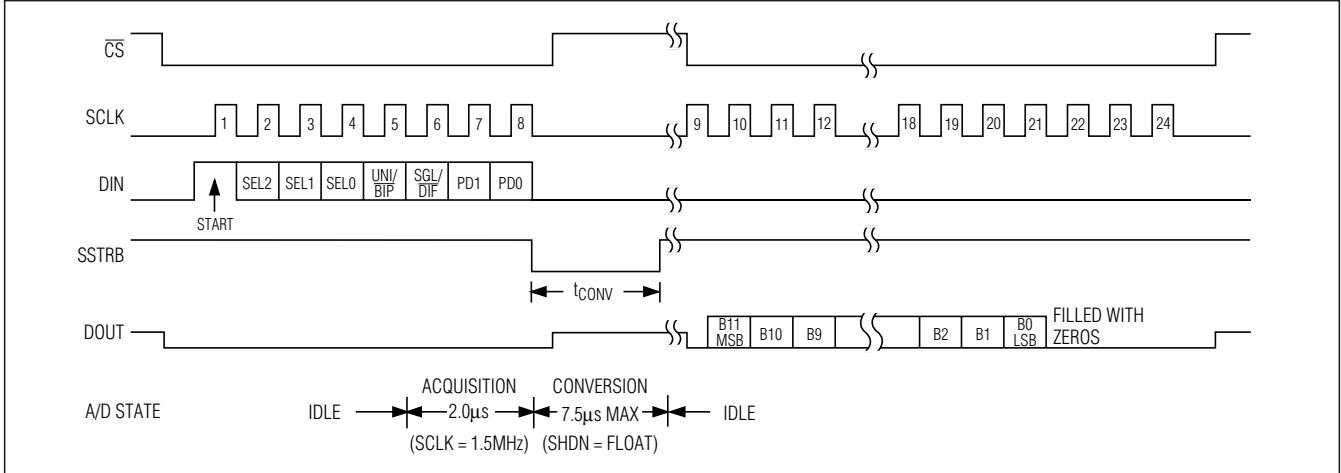 CS
SCLK 1 2 3 4 5 6 7 8 9 10 11 12 18 19 20 21 22 23 24
DIN SEL2 SEL1 SEL0 UNI/BIP SGL/DIF PD1 PD0
START
SSTRB
tCONV
DOUT B11 MSB B10 B9 B2 B1 B0 LSB FILLED WITH ZEROS
ACQUISITION CONVERSION
A/D STATE IDLE 2.0µs 7.5µs MAX IDLE
(SCLK = 1.5MHz) (SHDN = FLOAT)